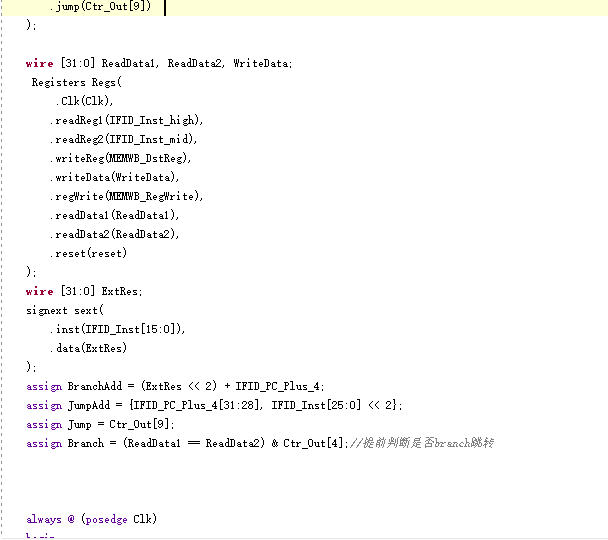 .jump(Ctr_Out[9])
);
wire [31:0] ReadData1, ReadData2, WriteData;
Registers Regs(
.Clk(Clk),
.readReg1(IFID_Inst_high),
.readReg2(IFID_Inst_mid),
.writeReg(MEMWB_DstReg),
.writeData(WriteData),
.regWrite(MEMWB_RegWrite),
.readData1(ReadData1),
.readData2(ReadData2),
.reset(reset)
);
wire [31:0] ExtRes;
signext sext(
.inst(IFID_Inst[15:0]),
.data(ExtRes)
);
assign BranchAdd = (ExtRes << 2) + IFID_PC_Plus_4;
assign JumpAdd = {IFID_PC_Plus_4[31:28], IFID_Inst[25:0] << 2};
assign Jump = Ctr_Out[9];
assign Branch = (ReadData1 == ReadData2) & Ctr_Out[4];//提前判断是否branch跳转
always @ (posedge Clk)
begin